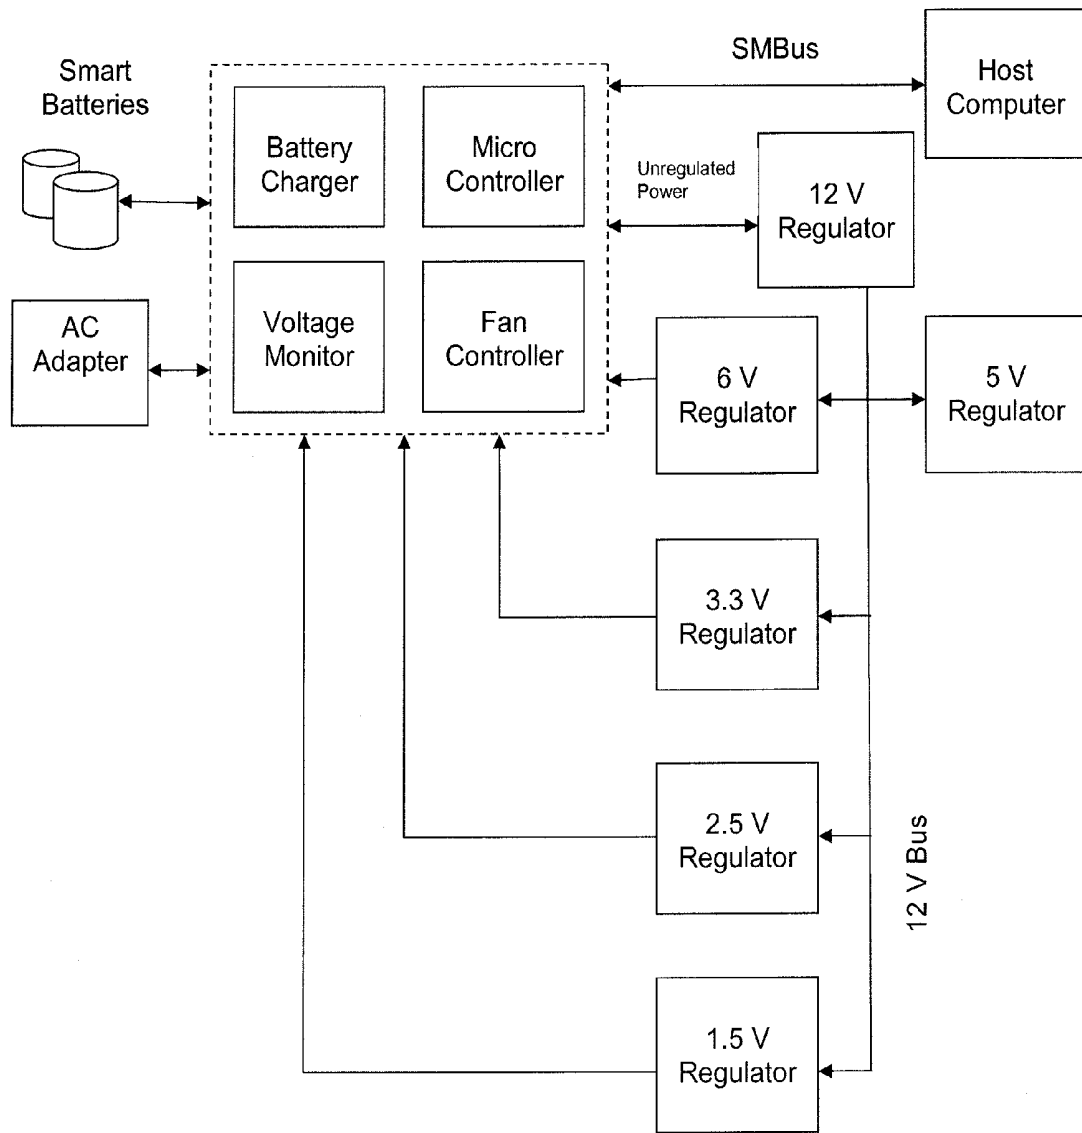 SMBus
Host
Computer
Smart
Batteries
Battery
Charger
Micro
Controller
Unregulated
Power
12 V
Regulator
AC
Adapter
Voltage
Monitor
Fan
Controller
6 V
Regulator
5 V
Regulator
3.3 V
Regulator
2.5 V
Regulator
12 V Bus
1.5 V
Regulator